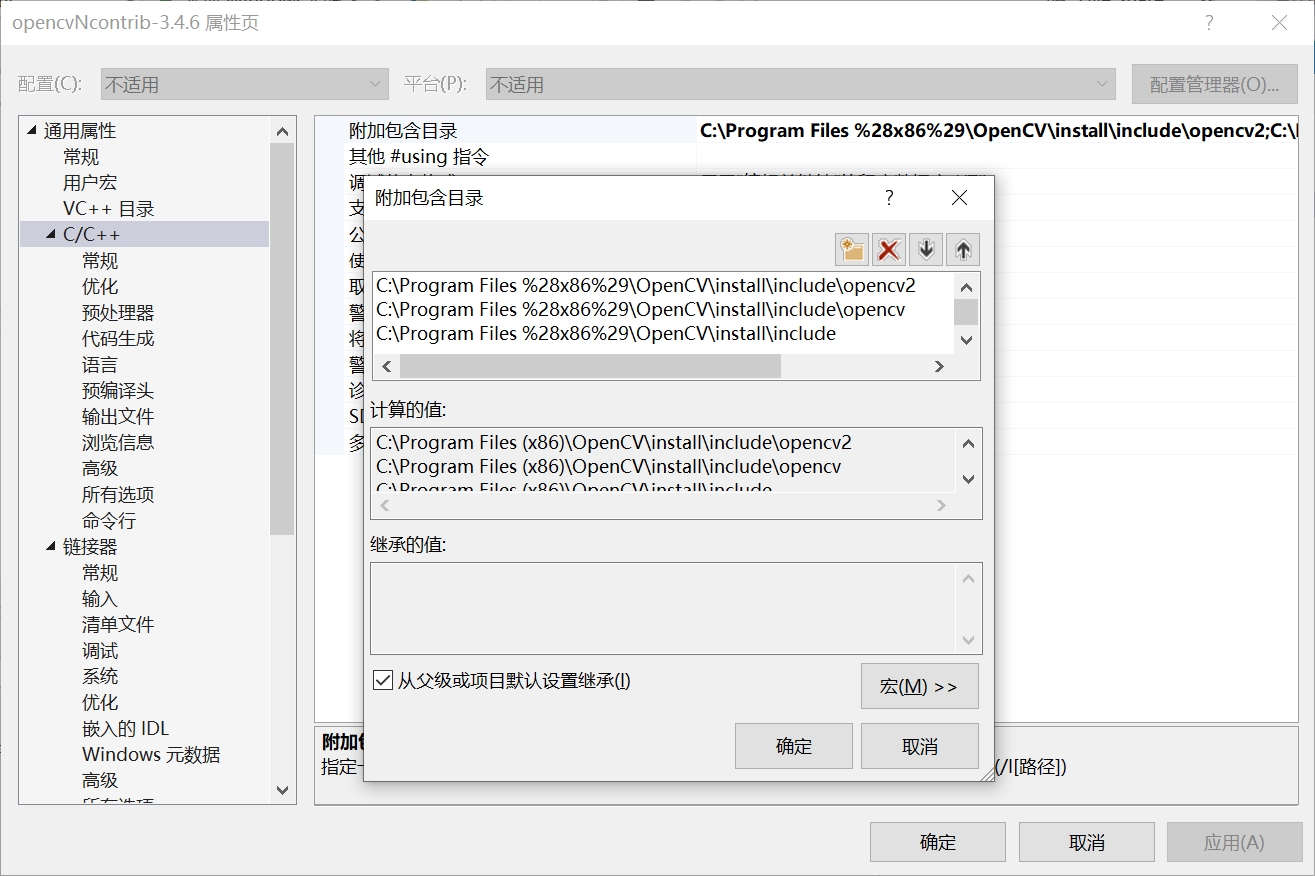 opencvNcontrib-3.4.6 属性页
配置(C): 不适用 平台(P): 不适用 配置管理器(O)...
通用属性
常规
用户宏
VC++ 目录
C/C++
常规
优化
预处理器
代码生成
语言
预编译头
输出文件
浏览信息
高级
所有选项
命令行
链接器
常规
输入
清单文件
调试
系统
优化
嵌入的 IDL
Windows 元数据
高级
所有选项
附加包含目录 C:\Program Files %28x86%29\OpenCV\install\include\opencv2;C:\
其他 #using 指令
调
支
公
使
取
警
将
警
诊
SD
多
附加包含目录
C:\Program Files %28x86%29\OpenCV\install\include\opencv2
C:\Program Files %28x86%29\OpenCV\install\include\opencv
C:\Program Files %28x86%29\OpenCV\install\include
计算的值:
C:\Program Files (x86)\OpenCV\install\include\opencv2
C:\Program Files (x86)\OpenCV\install\include\opencv
C:\Program Files (x86)\OpenCV\install\include
继承的值:
从父级或项目默认设置继承(I)
宏(M) >>
确定 取消
附加
指定 (/I[路径])
确定 取消 应用(A)